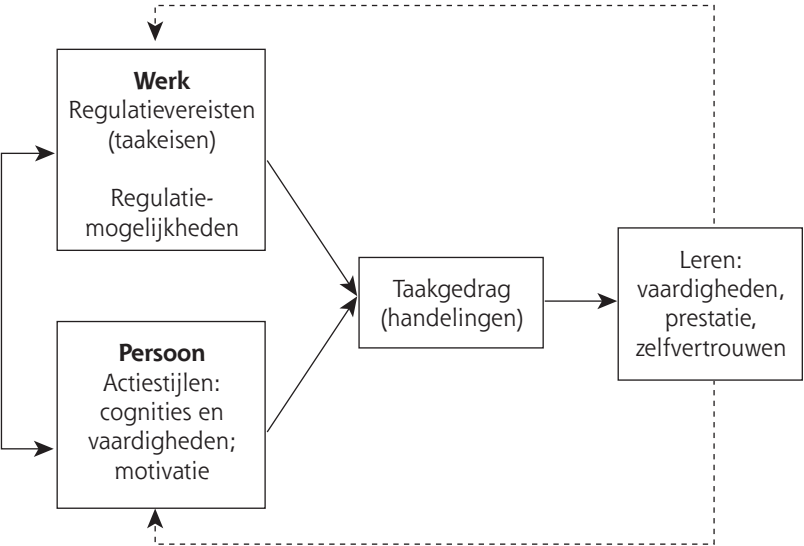 Werk
Regulatievereisten
(taakeisen)
Regulatie-
mogelijkheden
Persoon
Actiestijlen:
cognities en
vaardigheden;
motivatie
Taakgedrag
(handelingen)
Leren:
vaardigheden,
prestatie,
zelfvertrouwen